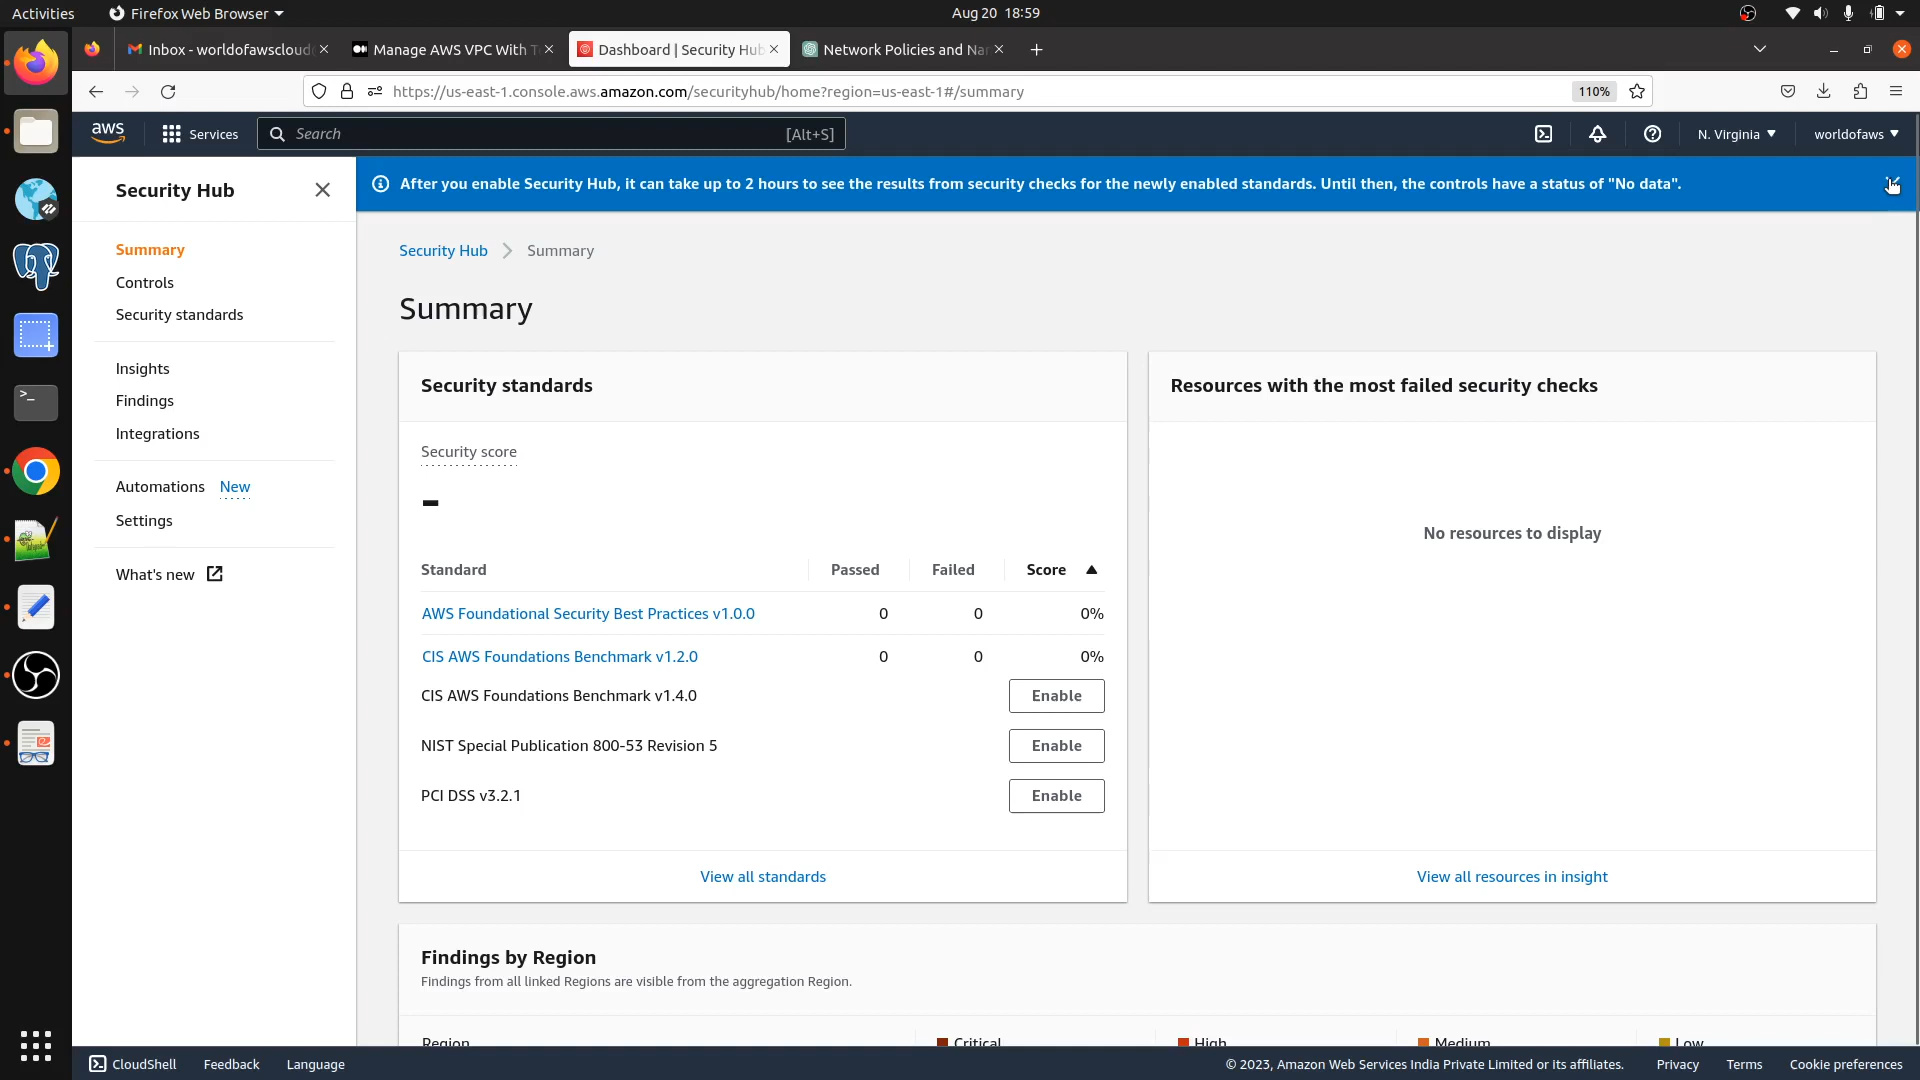 Activities
Firefox Web Browser
Aug 20 18:59
Inbox - worldofawscloud
Manage AWS VPC With T
Dashboard | Security Hub
Network Policies and Na
https://us-east-1.console.aws.amazon.com/securityhub/home?region=us-east-1#/summary
110%
aws
Services
Search
[Alt+S]
N. Virginia
worldofaws
Security Hub
After you enable Security Hub, it can take up to 2 hours to see the results from security checks for the newly enabled standards. Until then, the controls have a status of "No data".
Summary
Controls
Security standards
Insights
Findings
Integrations
Automations New
Settings
What's new
Security Hub
Summary
Summary
Security standards
Security score
-
Standard Passed Failed Score
AWS Foundational Security Best Practices v1.0.0 0 0 0%
CIS AWS Foundations Benchmark v1.2.0 0 0 0%
CIS AWS Foundations Benchmark v1.4.0 Enable
NIST Special Publication 800-53 Revision 5 Enable
PCI DSS v3.2.1 Enable
View all standards
Resources with the most failed security checks
No resources to display
View all resources in insight
Findings by Region
Findings from all linked Regions are visible from the aggregation Region.
Region Critical High Medium Low
CloudShell
Feedback
Language
© 2023, Amazon Web Services India Private Limited or its affiliates.
Privacy
Terms
Cookie preferences